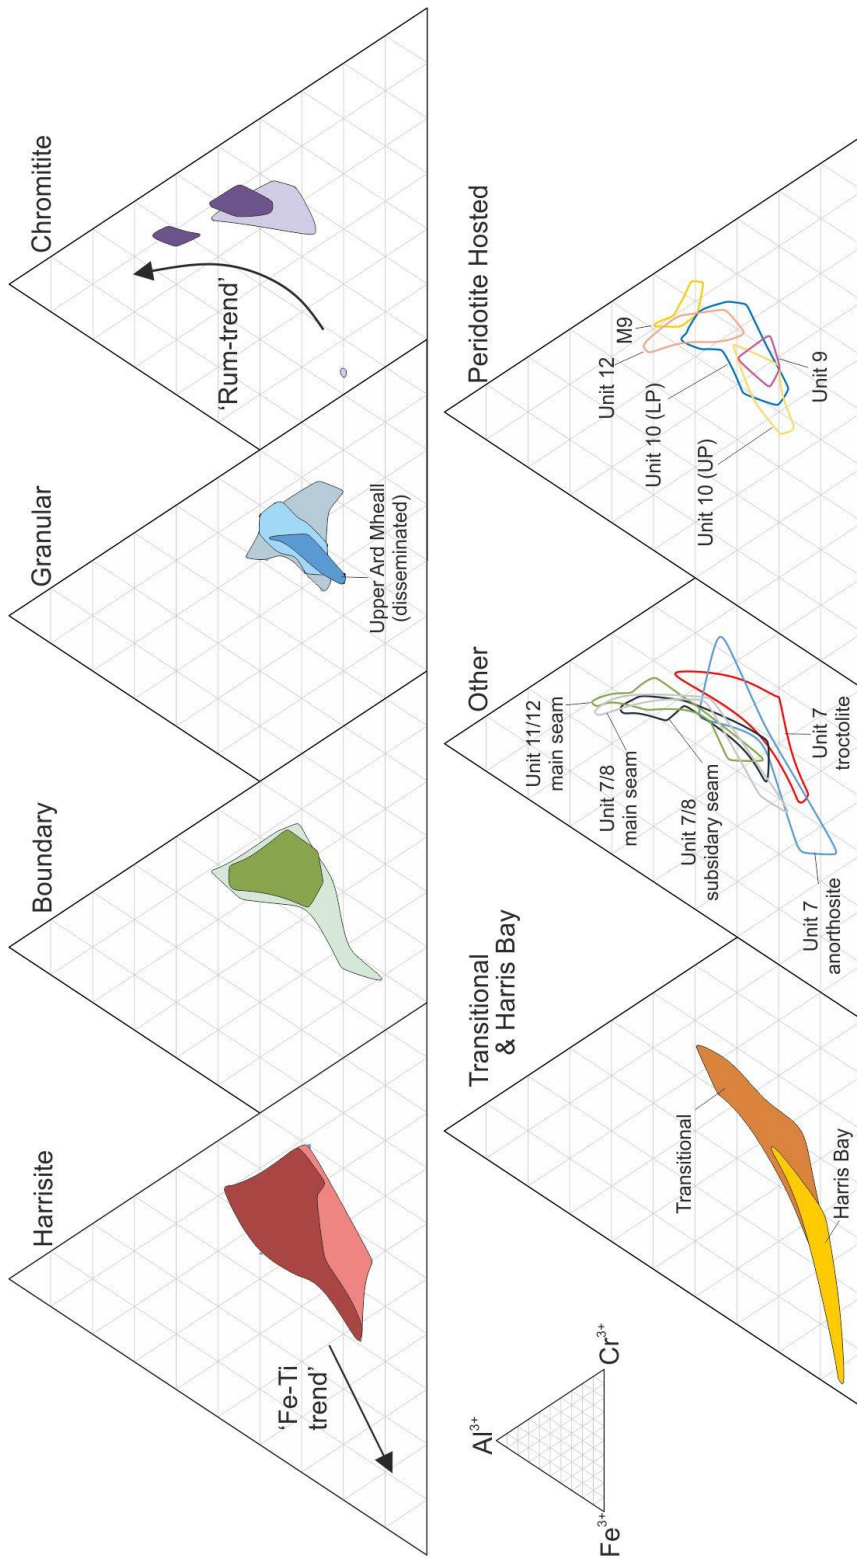 Harrisite
Boundary
Granular
Chromitite
'Fe-Ti
trend'
Upper Ard Mheall
(disseminated)
'Rum-trend'
Al³⁺
Fe³⁺
Cr³⁺
Transitional
& Harris Bay
Transitional
Harris Bay
Other
Unit 11/12
main seam
Unit 7/8
main seam
Unit 7/8
subsidary seam
Unit 7
anorthosite
Unit 7
troctolite
Peridotite Hosted
M9
Unit 12
Unit 10 (LP)
Unit 10 (UP)
Unit 9